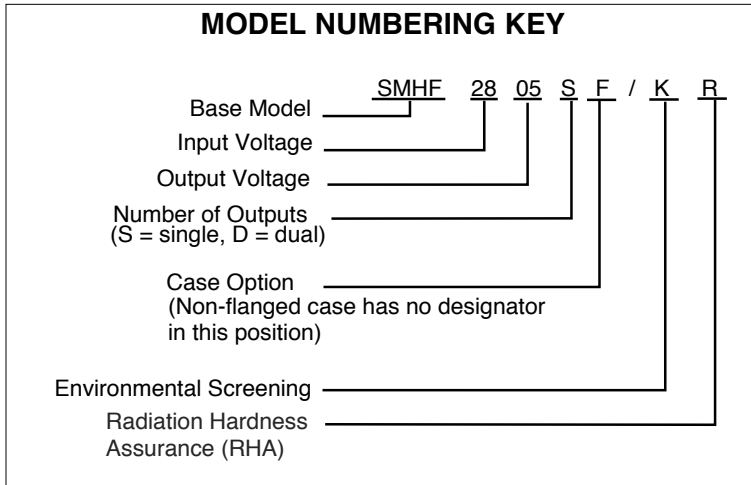 MODEL NUMBERING KEY
SMHF 28 05 S F / K R
Base Model
Input Voltage
Output Voltage
Number of Outputs
(S = single, D = dual)
Case Option
(Non-flanged case has no designator
in this position)
Environmental Screening
Radiation Hardness
Assurance (RHA)